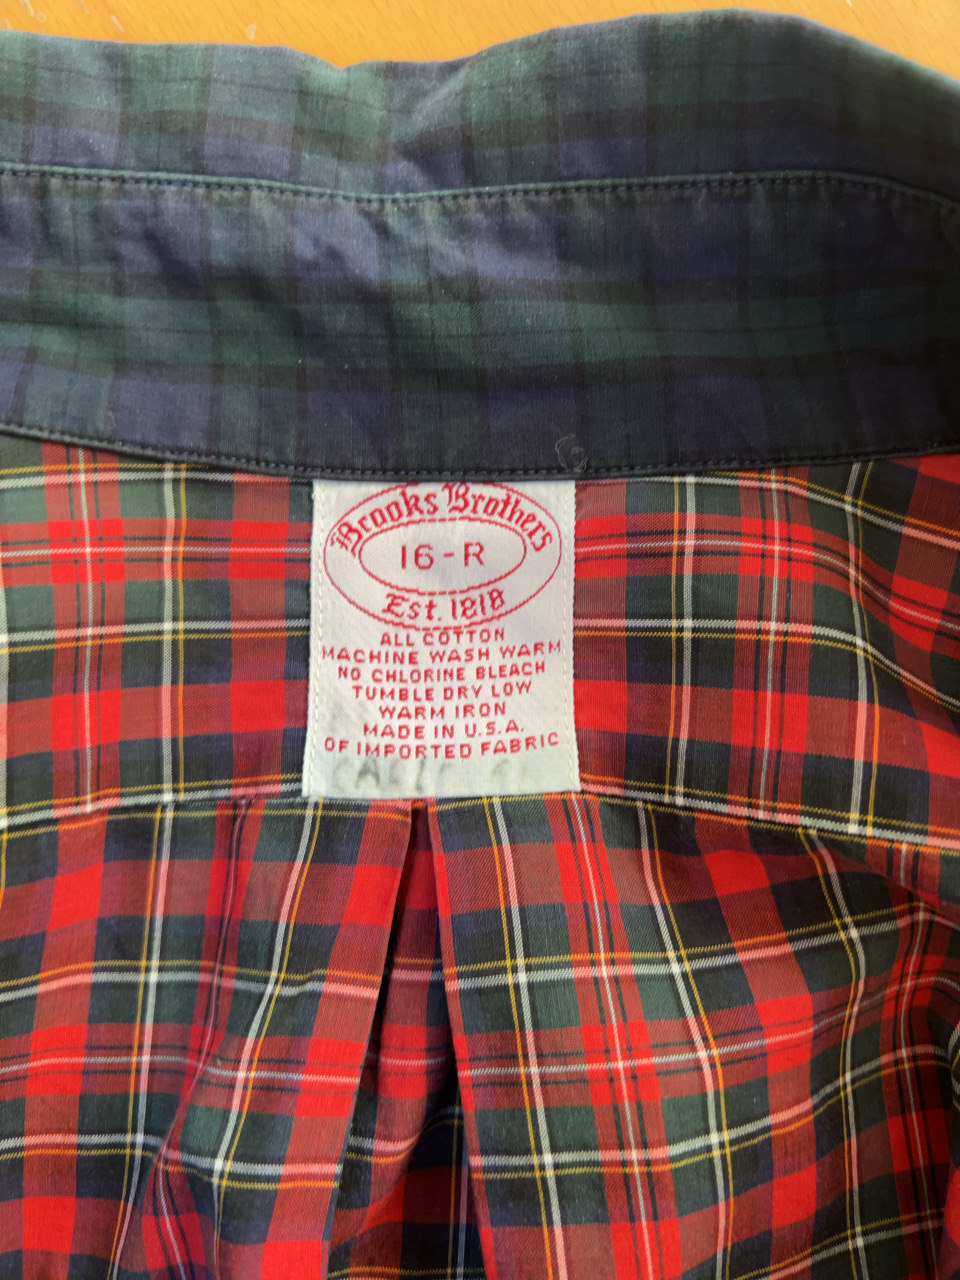 Brooks Brothers
16-R
Est. 1818
ALL COTTON
MACHINE WASH WARM
NO CHLORINE BLEACH
TUMBLE DRY LOW
WARM IRON
MADE IN U.S.A.
OF IMPORTED FABRIC